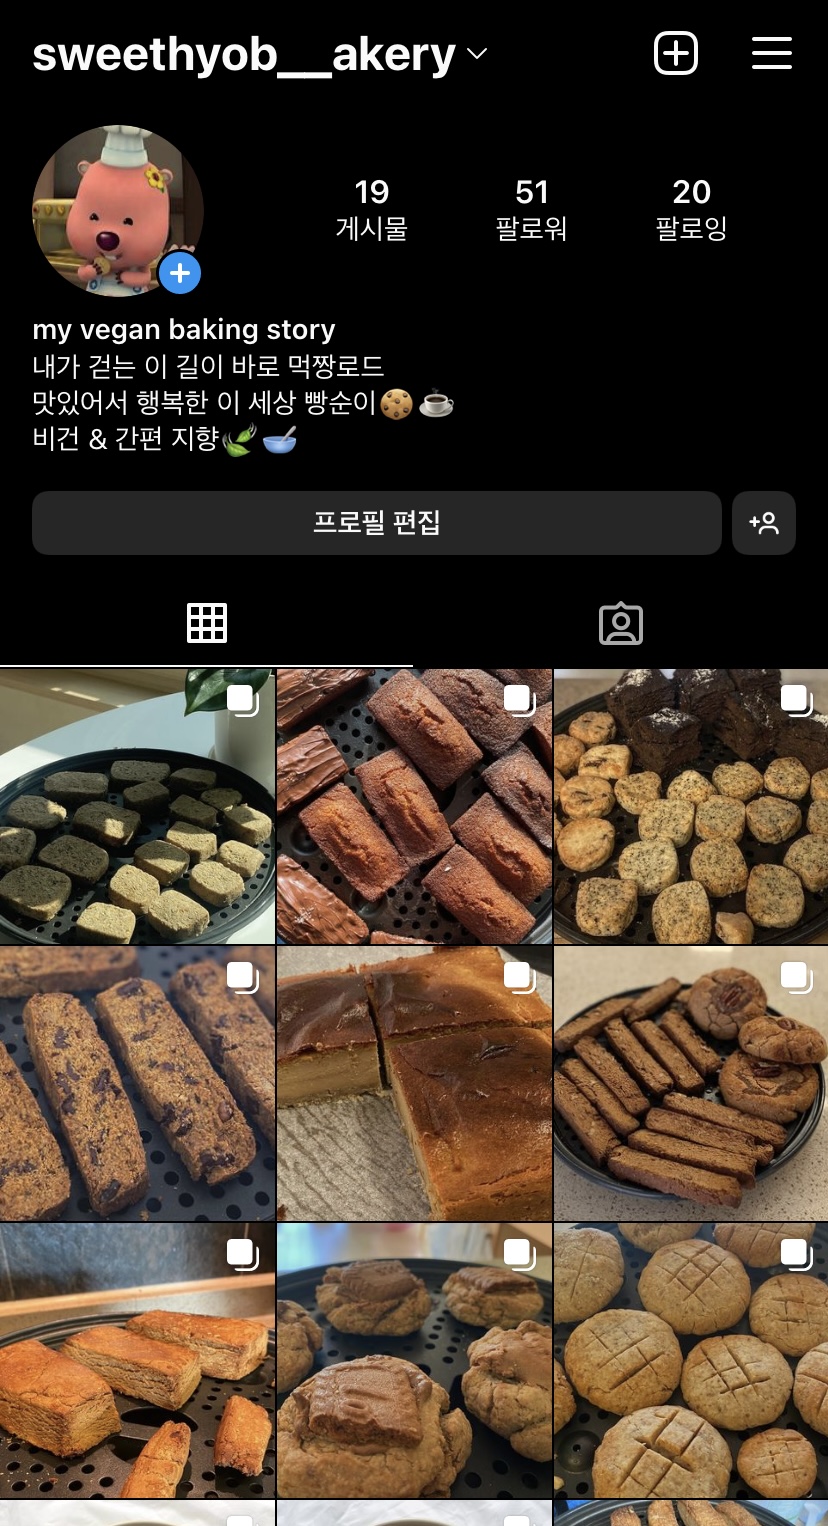 sweethyob__akery
19
51
20
게시물
팔로워
팔로잉
my vegan baking story
내가 걷는 이 길이 바로 먹짱로드
맛있어서 행복한 이 세상 빵순이🍪☕
비건 & 간편 지향🍃🥣
프로필 편집